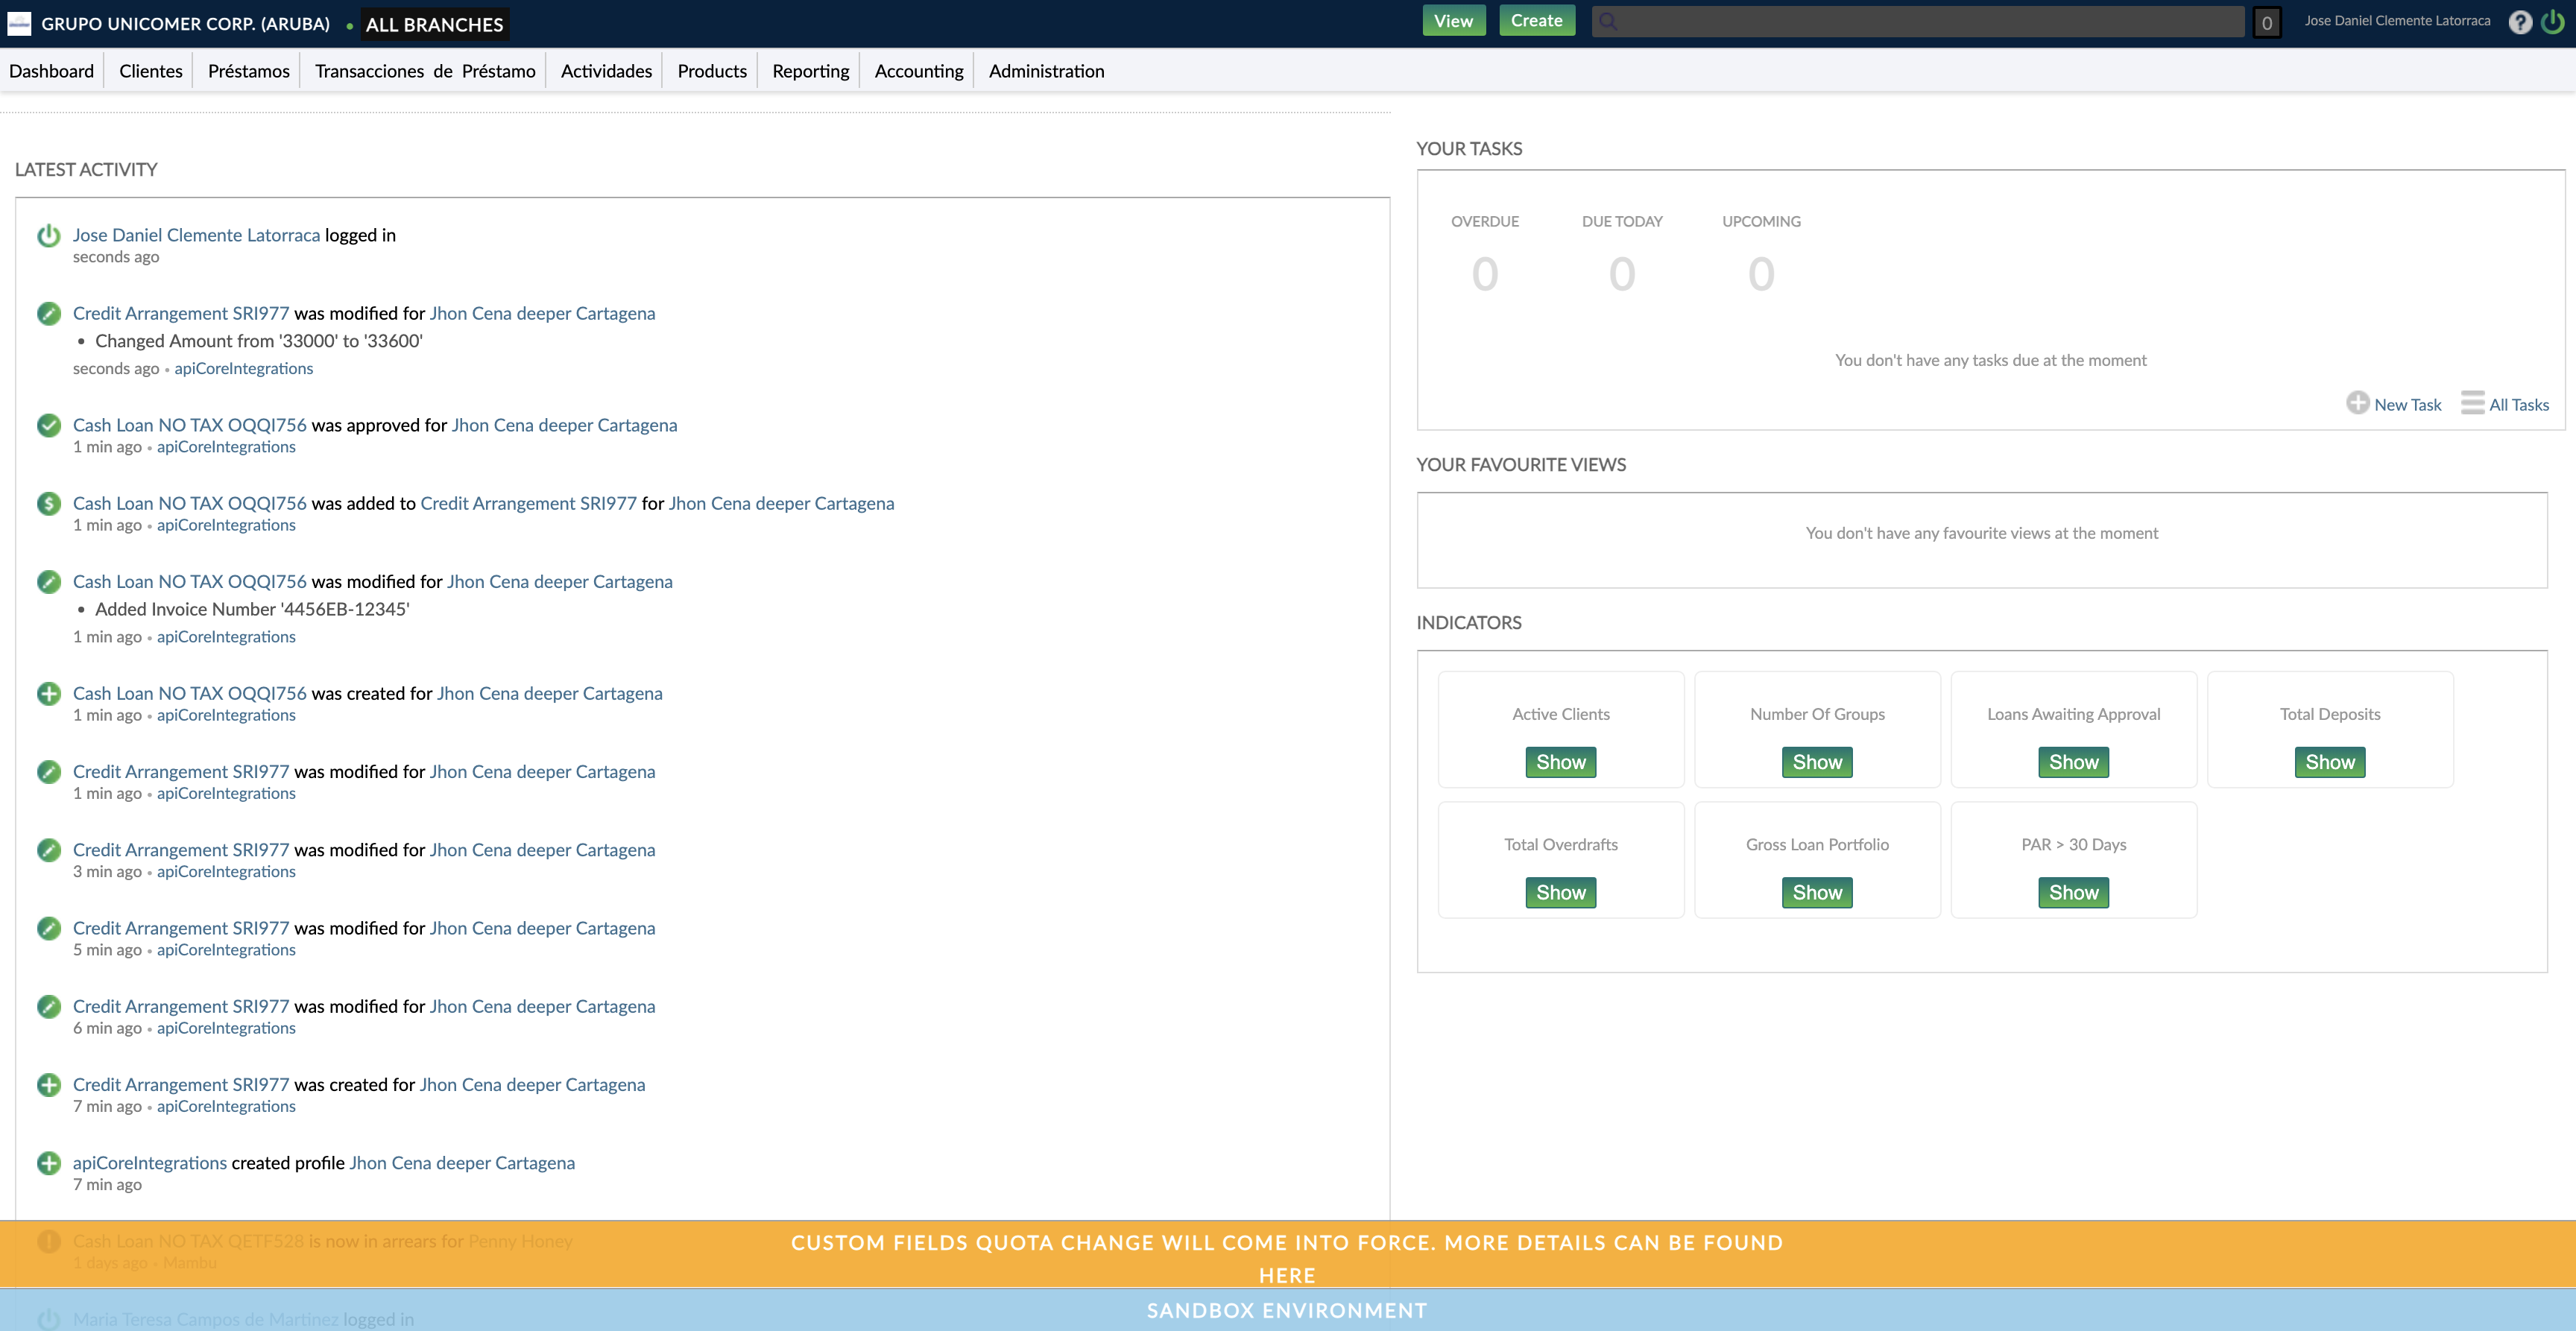 GRUPO UNICOMER CORP. (ARUBA) • ALL BRANCHES
View Create 0 Jose Daniel Clemente Latorraca ?
Dashboard Clientes Préstamos Transacciones de Préstamo Actividades Products Reporting Accounting Administration
LATEST ACTIVITY
Jose Daniel Clemente Latorraca logged in
seconds ago
Credit Arrangement SRI977 was modified for Jhon Cena deeper Cartagena
• Changed Amount from '33000' to '33600'
seconds ago • apiCoreIntegrations
Cash Loan NO TAX OQQI756 was approved for Jhon Cena deeper Cartagena
1 min ago • apiCoreIntegrations
Cash Loan NO TAX OQQI756 was added to Credit Arrangement SRI977 for Jhon Cena deeper Cartagena
1 min ago • apiCoreIntegrations
Cash Loan NO TAX OQQI756 was modified for Jhon Cena deeper Cartagena
• Added Invoice Number '4456EB-12345'
1 min ago • apiCoreIntegrations
Cash Loan NO TAX OQQI756 was created for Jhon Cena deeper Cartagena
1 min ago • apiCoreIntegrations
Credit Arrangement SRI977 was modified for Jhon Cena deeper Cartagena
1 min ago • apiCoreIntegrations
Credit Arrangement SRI977 was modified for Jhon Cena deeper Cartagena
3 min ago • apiCoreIntegrations
Credit Arrangement SRI977 was modified for Jhon Cena deeper Cartagena
5 min ago • apiCoreIntegrations
Credit Arrangement SRI977 was modified for Jhon Cena deeper Cartagena
6 min ago • apiCoreIntegrations
Credit Arrangement SRI977 was created for Jhon Cena deeper Cartagena
7 min ago • apiCoreIntegrations
apiCoreIntegrations created profile Jhon Cena deeper Cartagena
7 min ago
Cash Loan NO TAX QETF528 is now in arrears for Penny Honey
1 days ago • Mambu
Maria Teresa Campos de Martinez logged in
YOUR TASKS
OVERDUE DUE TODAY UPCOMING
0 0 0
You don't have any tasks due at the moment
New Task All Tasks
YOUR FAVOURITE VIEWS
You don't have any favourite views at the moment
INDICATORS
Active Clients Number Of Groups Loans Awaiting Approval Total Deposits
Show Show Show Show
Total Overdrafts Gross Loan Portfolio PAR > 30 Days
Show Show Show
CUSTOM FIELDS QUOTA CHANGE WILL COME INTO FORCE. MORE DETAILS CAN BE FOUND
HERE
SANDBOX ENVIRONMENT